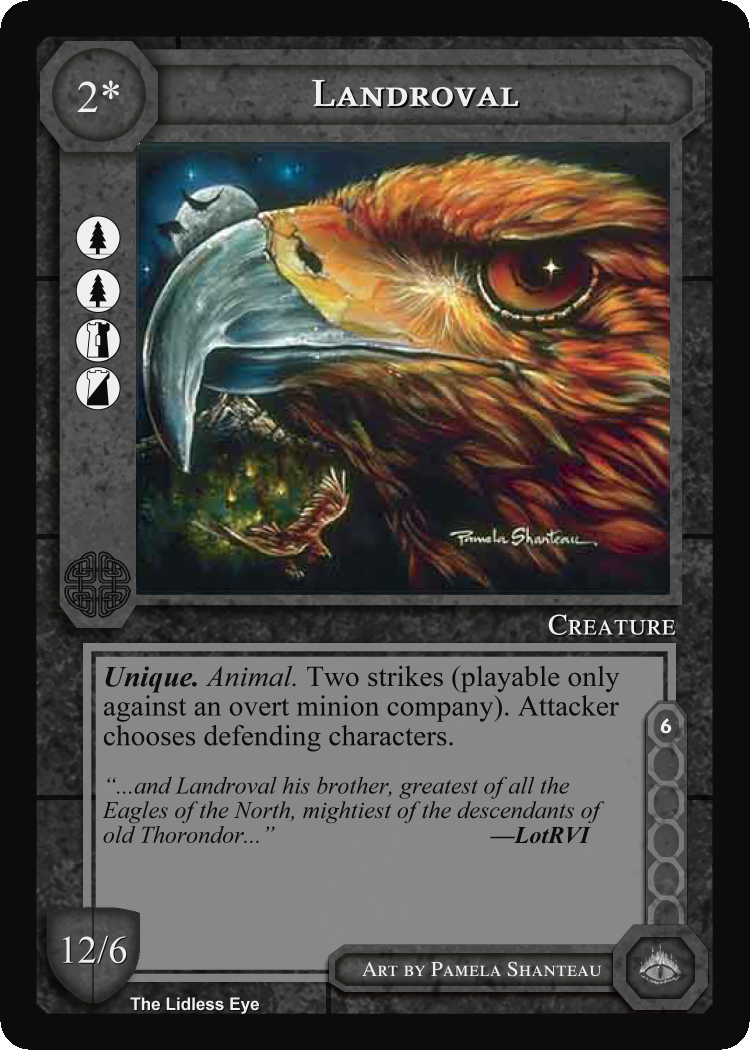 2*
LANDROVAL
Pamela Shanteau
CREATURE
Unique. Animal. Two strikes (playable only
against an overt minion company). Attacker
chooses defending characters.
6
“...and Landroval his brother, greatest of all the
Eagles of the North, mightiest of the descendants of
old Thorondor...”
—LotRVI
12/6
ART BY PAMELA SHANTEAU
The Lidless Eye